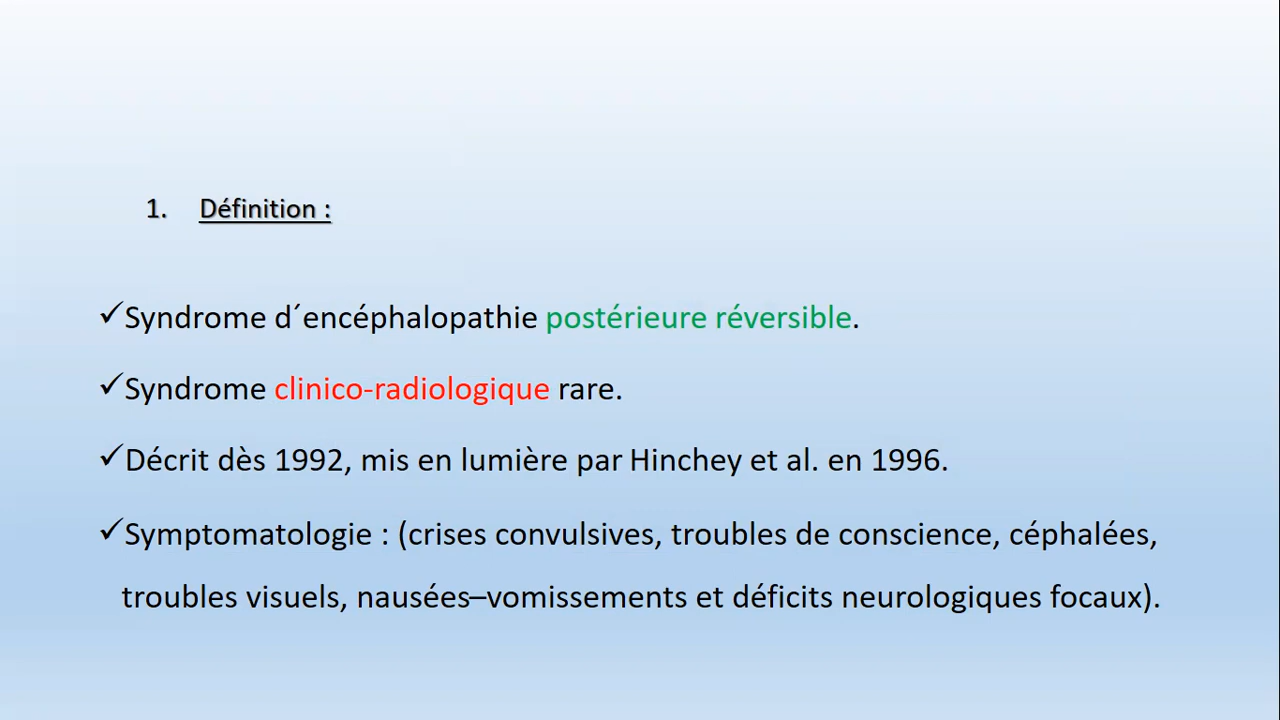 1. Définition :
✓Syndrome d´encéphalopathie postérieure réversible.
✓Syndrome clinico-radiologique rare.
✓Décrit dès 1992, mis en lumière par Hinchey et al. en 1996.
✓Symptomatologie : (crises convulsives, troubles de conscience, céphalées,
troubles visuels, nausées–vomissements et déficits neurologiques focaux).